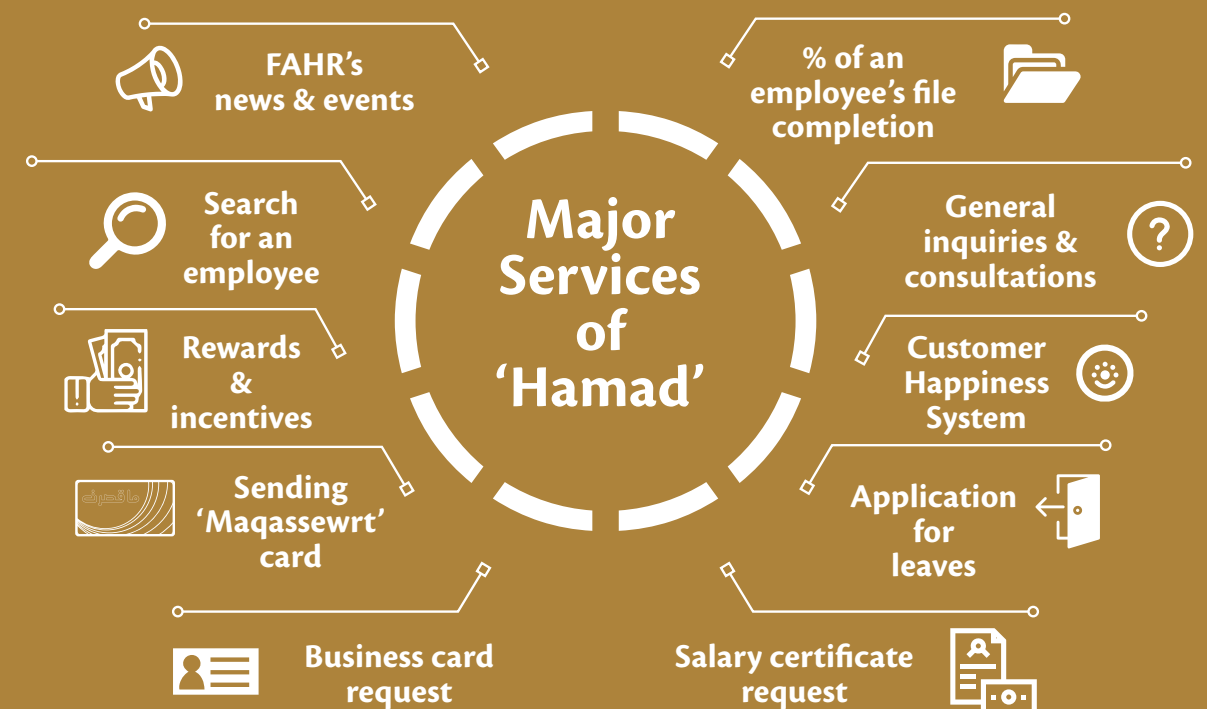 Major
Services
of
‘Hamad’
FAHR’s
news & events
Search
for an
employee
Rewards
&
incentives
Sending
‘Maqassewrt’
card
ماقصرت
Business card
request
% of an
employee’s file
completion
General
inquiries &
consultations
Customer
Happiness
System
Application
for
leaves
Salary certificate
request